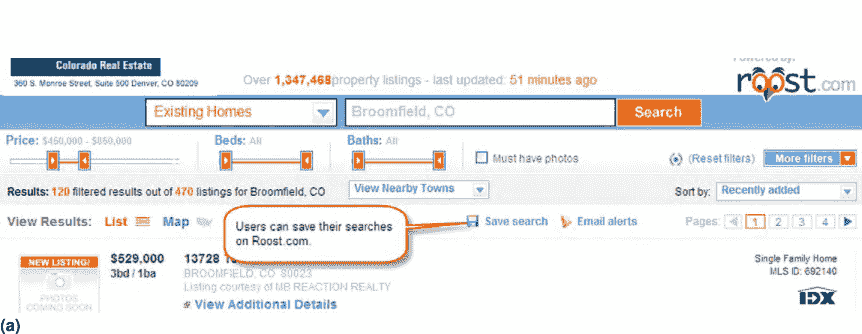 Colorado Real Estate
360 S. Monroe Street, Suite 500 Denver, CO 80209
Over 1,347,468 property listings - last updated: 51 minutes ago
Powered by:
roost.com
Existing Homes
Broomfield, CO
Search
Price: $450,000 - $850,000
Beds: All
Baths: All
Must have photos
(Reset filters)
More filters
Results: 120 filtered results out of 470 listings for Broomfield, CO
View Nearby Towns
Sort by: Recently added
View Results: List Map
Users can save their searches
on Roost.com.
Save search
Email alerts
Pages: 1 2 3 4
NEW LISTING!
PHOTOS
COMING SOON
$529,000
3bd / 1ba
13728
BROOMFIELD, CO 80023
Listing courtesy of MB REACTION REALTY
View Additional Details
Single Family Home
MLS ID: 692140
IDX
(a)